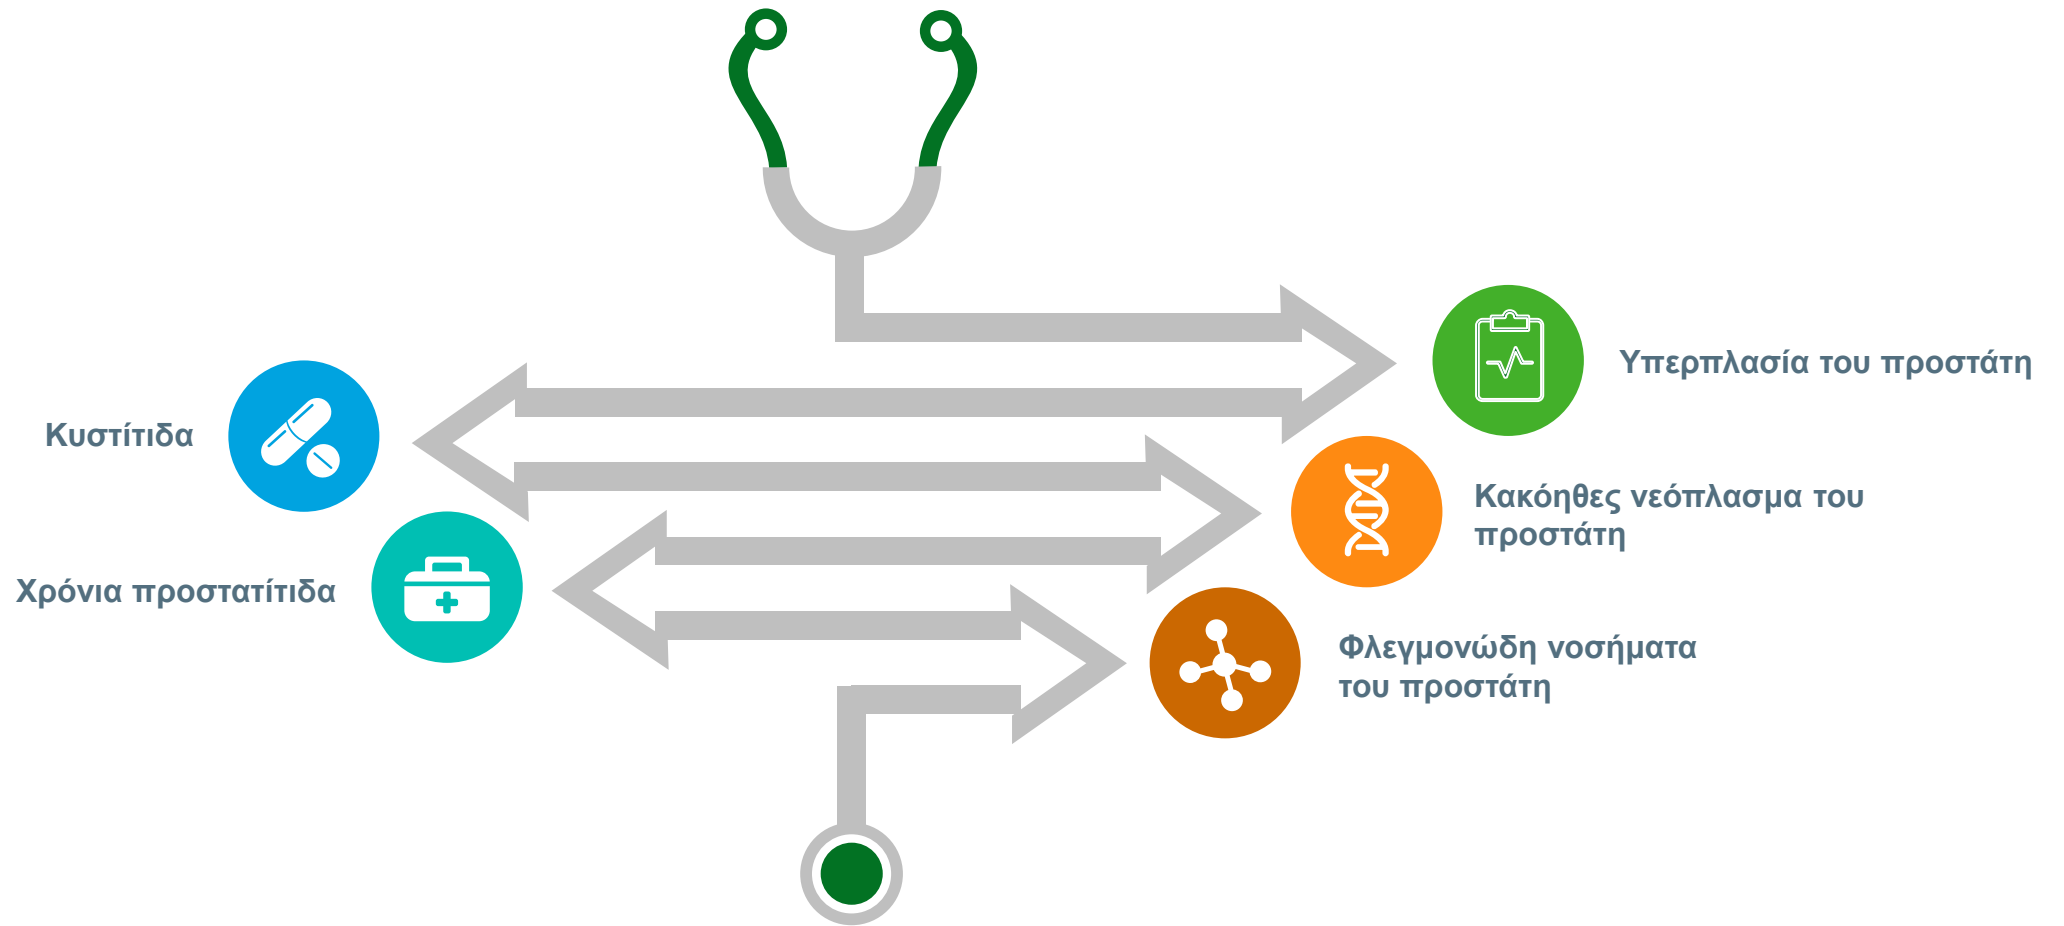 Υπερπλασία του προστάτη
Κυστίτιδα
Κακόηθες νεόπλασμα του
προστάτη
Χρόνια προστατίτιδα
Φλεγμονώδη νοσήματα
του προστάτη